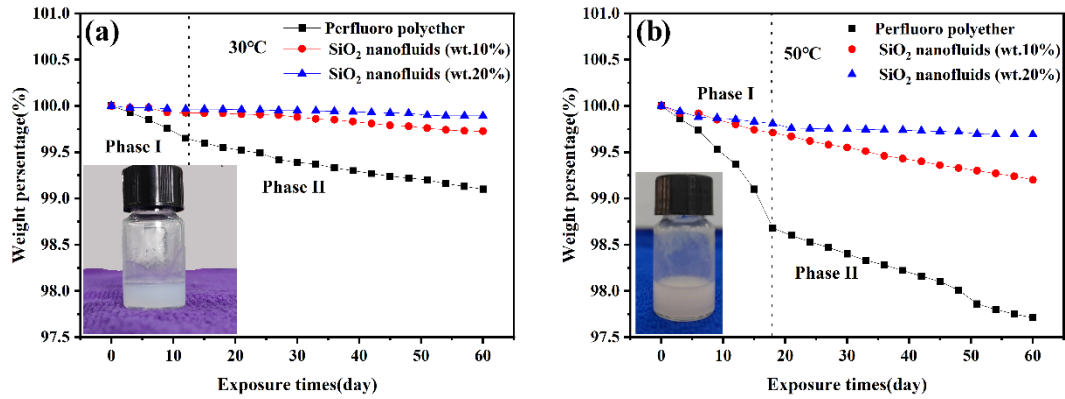 (a)
30℃
Perfluoro polyether
SiO₂ nanofluids (wt.10%)
SiO₂ nanofluids (wt.20%)
Phase I
Phase II
Weight persentage(%)
101.0
100.5
100.0
99.5
99.0
98.5
98.0
97.5
0 10 20 30 40 50 60
Exposure times(day)
(b)
50℃
Perfluoro polyether
SiO₂ nanofluids (wt.10%)
SiO₂ nanofluids (wt.20%)
Phase I
Phase II
Weight persentage(%)
101.0
100.5
100.0
99.5
99.0
98.5
98.0
97.5
0 10 20 30 40 50 60
Exposure times(day)